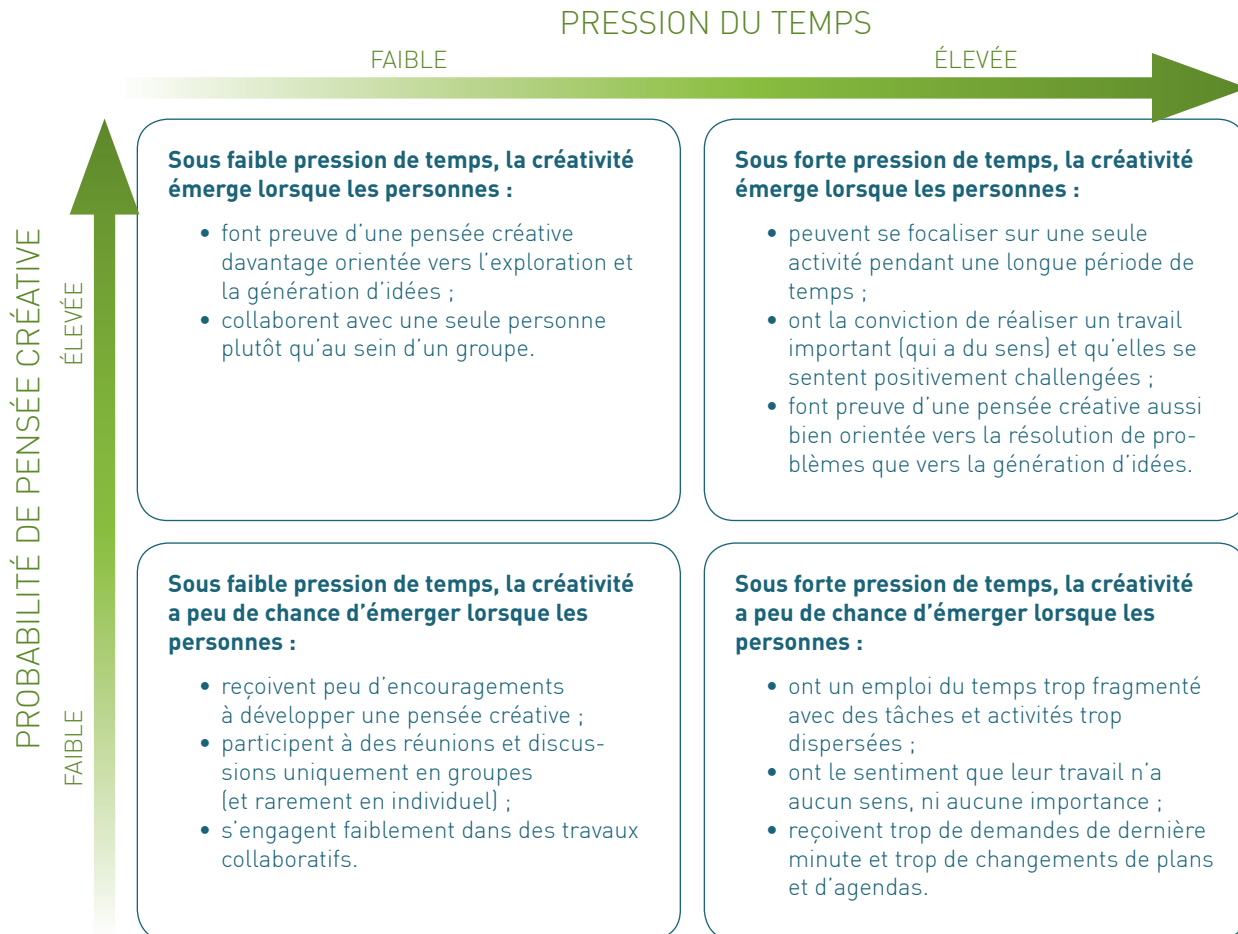 PRESSION DU TEMPS
FAIBLE
ÉLEVÉE
PROBABILITÉ DE PENSÉE CRÉATIVE
ÉLEVÉE
FAIBLE
Sous faible pression de temps, la créativité
émerge lorsque les personnes :
• font preuve d’une pensée créative
davantage orientée vers l’exploration et
la génération d’idées ;
• collaborent avec une seule personne
plutôt qu’au sein d’un groupe.
Sous forte pression de temps, la créativité
émerge lorsque les personnes :
• peuvent se focaliser sur une seule
activité pendant une longue période de
temps ;
• ont la conviction de réaliser un travail
important (qui a du sens) et qu’elles se
sentent positivement challengées ;
• font preuve d’une pensée créative aussi
bien orientée vers la résolution de pro-
blèmes que vers la génération d’idées.
Sous faible pression de temps, la créativité
a peu de chance d’émerger lorsque les
personnes :
• reçoivent peu d’encouragements
à développer une pensée créative ;
• participent à des réunions et discus-
sions uniquement en groupes
(et rarement en individuel) ;
• s’engagent faiblement dans des travaux
collaboratifs.
Sous forte pression de temps, la créativité
a peu de chance d’émerger lorsque les
personnes :
• ont un emploi du temps trop fragmenté
avec des tâches et activités trop
dispersées ;
• ont le sentiment que leur travail n’a
aucun sens, ni aucune importance ;
• reçoivent trop de demandes de dernière
minute et trop de changements de plans
et d’agendas.